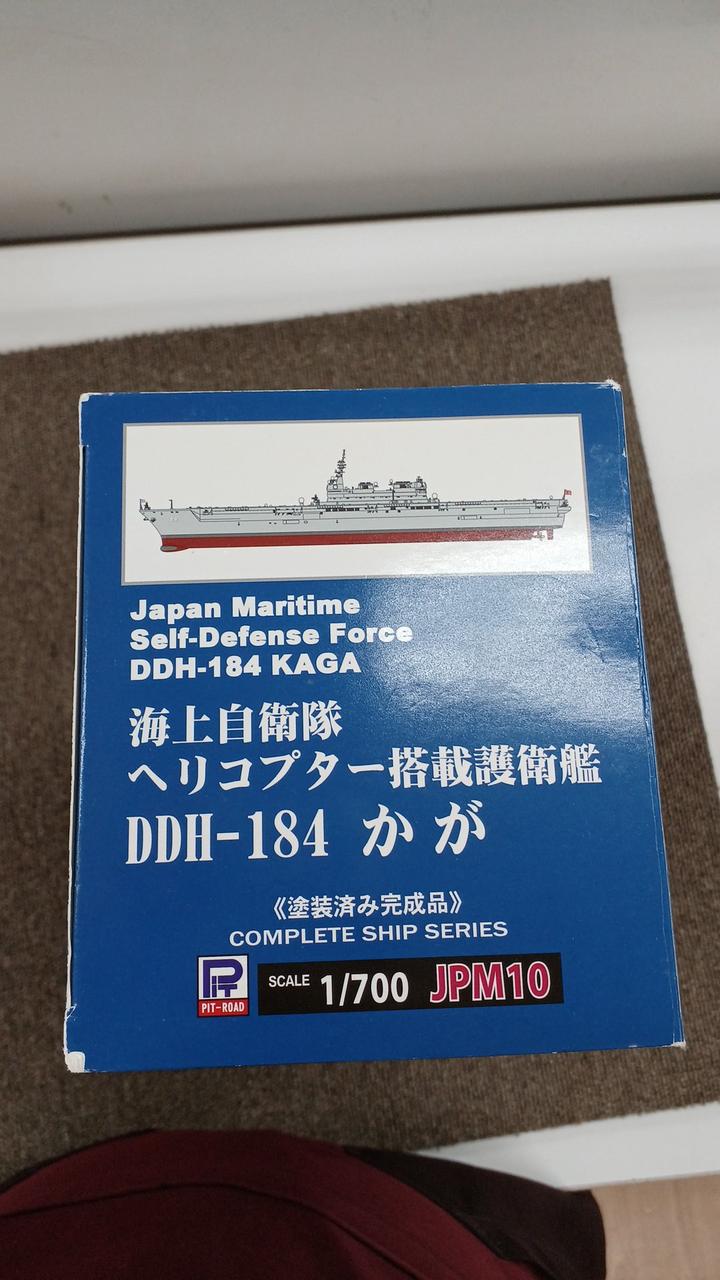 Japan Maritime
Self-Defense Force
DDH-184 KAGA
海上自衛隊
ヘリコプター搭載護衛艦
DDH-184 かが
《塗装済み完成品》
COMPLETE SHIP SERIES
PIT
PIT-ROAD
SCALE 1/700 JPM10